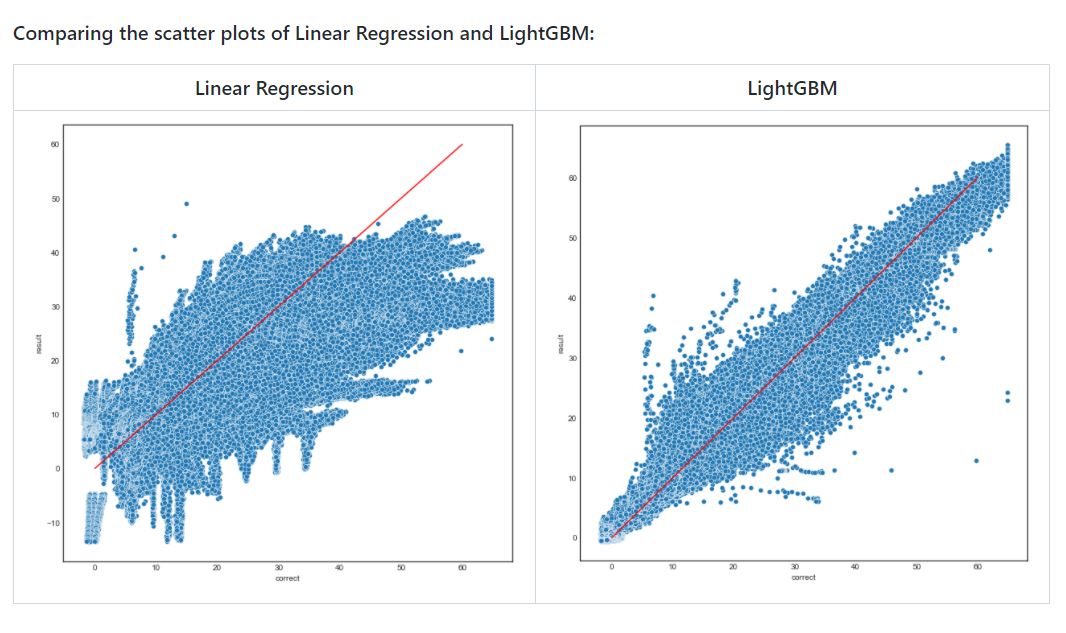 Comparing the scatter plots of Linear Regression and LightGBM:
Linear Regression
LightGBM
60
50
40
30
20
10
0
−10
result
0 10 20 30 40 50 60
correct
60
50
40
30
20
10
0
result
0 10 20 30 40 50 60
correct